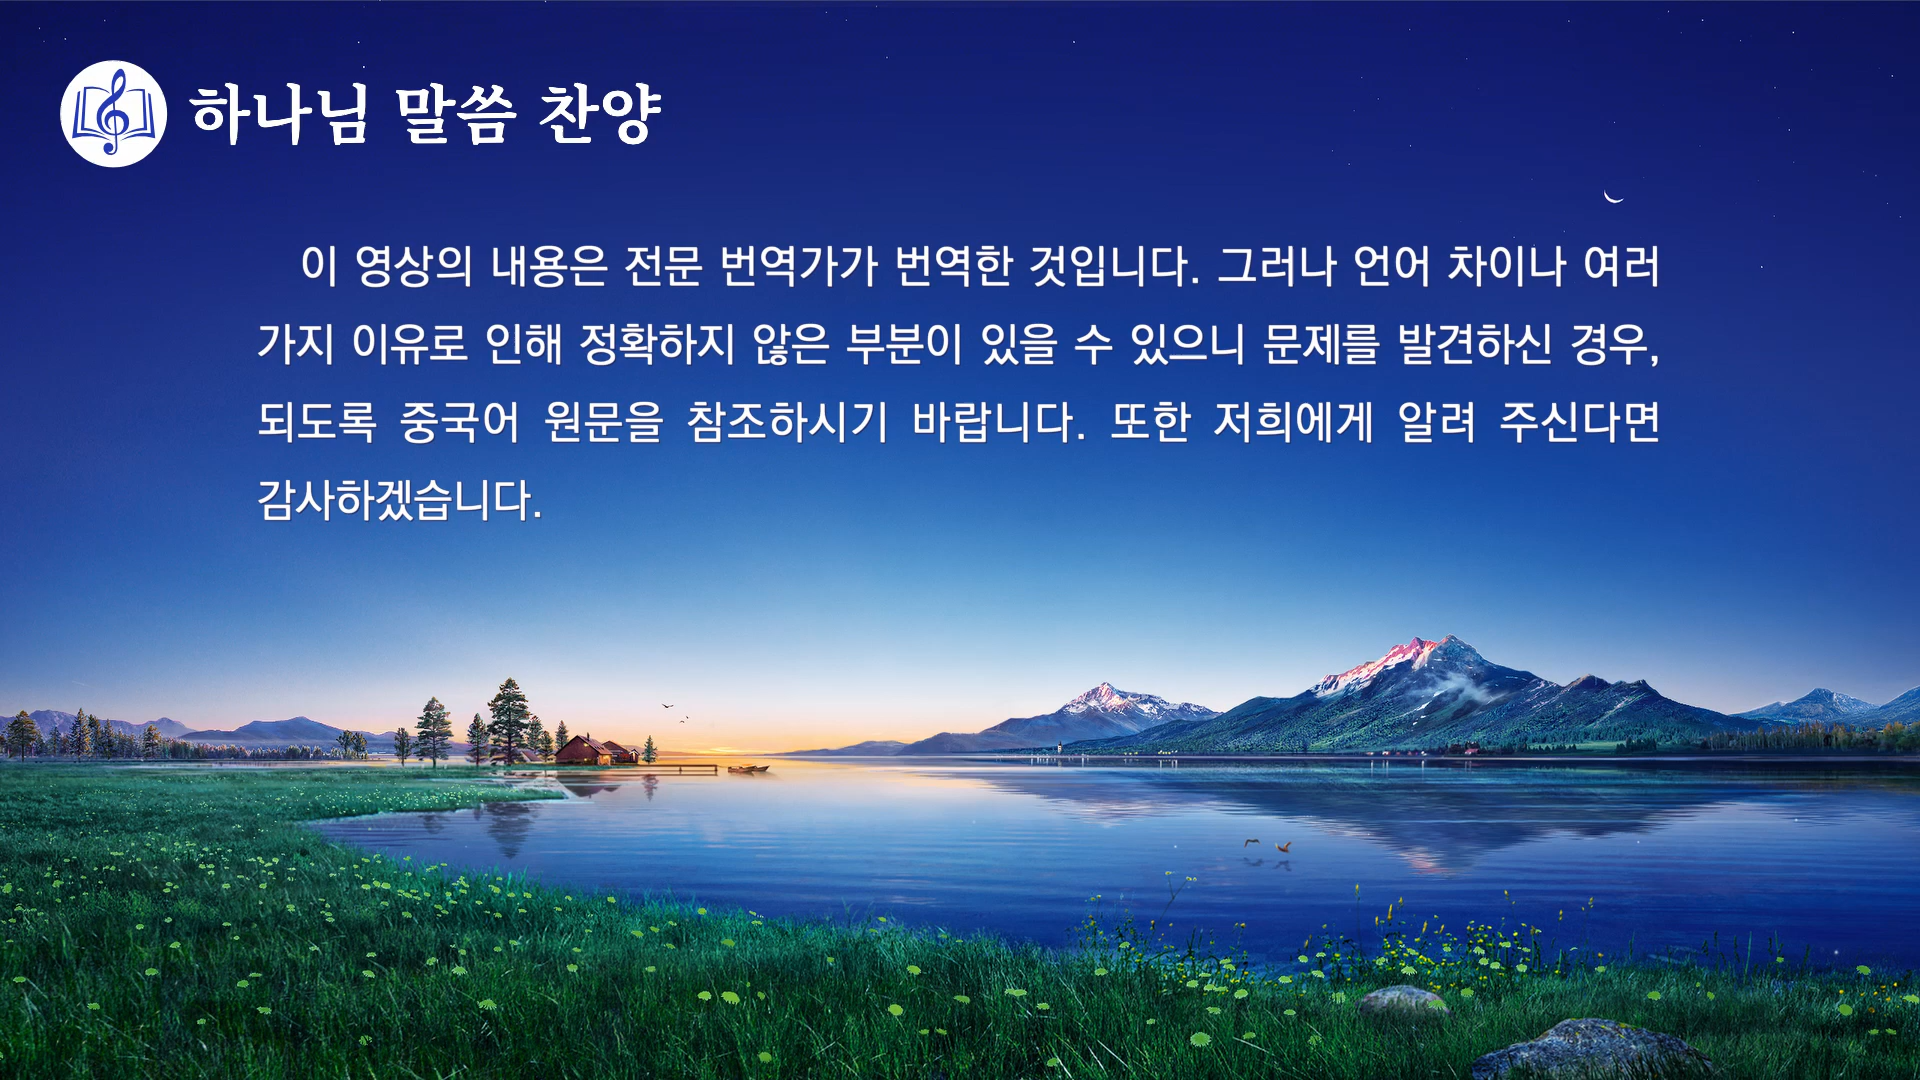 하나님 말씀 찬양
이 영상의 내용은 전문 번역가가 번역한 것입니다. 그러나 언어 차이나 여러
가지 이유로 인해 정확하지 않은 부분이 있을 수 있으니 문제를 발견하신 경우,
되도록 중국어 원문을 참조하시기 바랍니다. 또한 저희에게 알려 주신다면
감사하겠습니다.